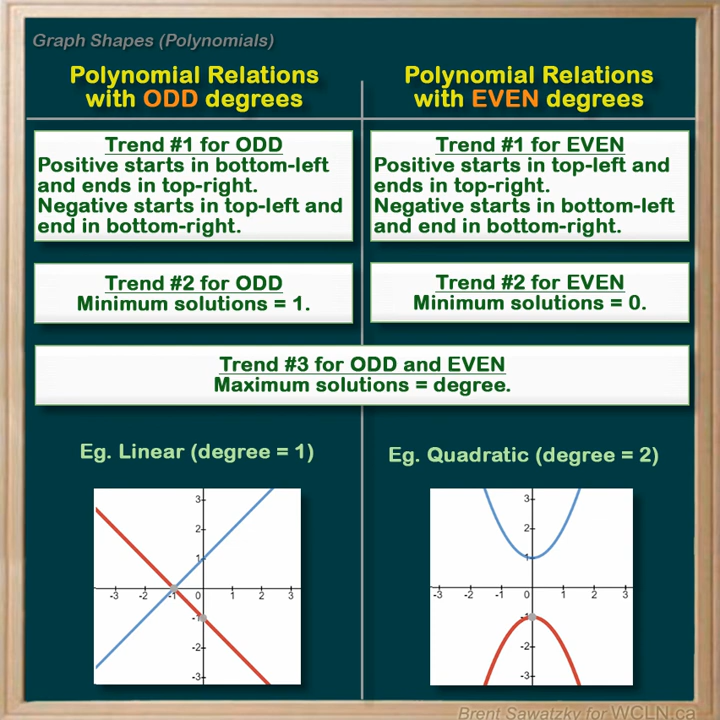 Graph Shapes (Polynomials)
Polynomial Relations
with ODD degrees
Polynomial Relations
with EVEN degrees
Trend #1 for ODD
Positive starts in bottom-left
and ends in top-right.
Negative starts in top-left and
end in bottom-right.
Trend #1 for EVEN
Positive starts in top-left and
ends in top-right.
Negative starts in bottom-left
and ends in bottom-right.
Trend #2 for ODD
Minimum solutions = 1.
Trend #2 for EVEN
Minimum solutions = 0.
Trend #3 for ODD and EVEN
Maximum solutions = degree.
Eg. Linear (degree = 1)
Eg. Quadratic (degree = 2)
3
2
1
-3 -2 -1 0 1 2 3
-1
-2
-3
3
2
1
-3 -2 -1 0 1 2 3
-1
-2
-3
Brent Sawatzky for WCLN.ca